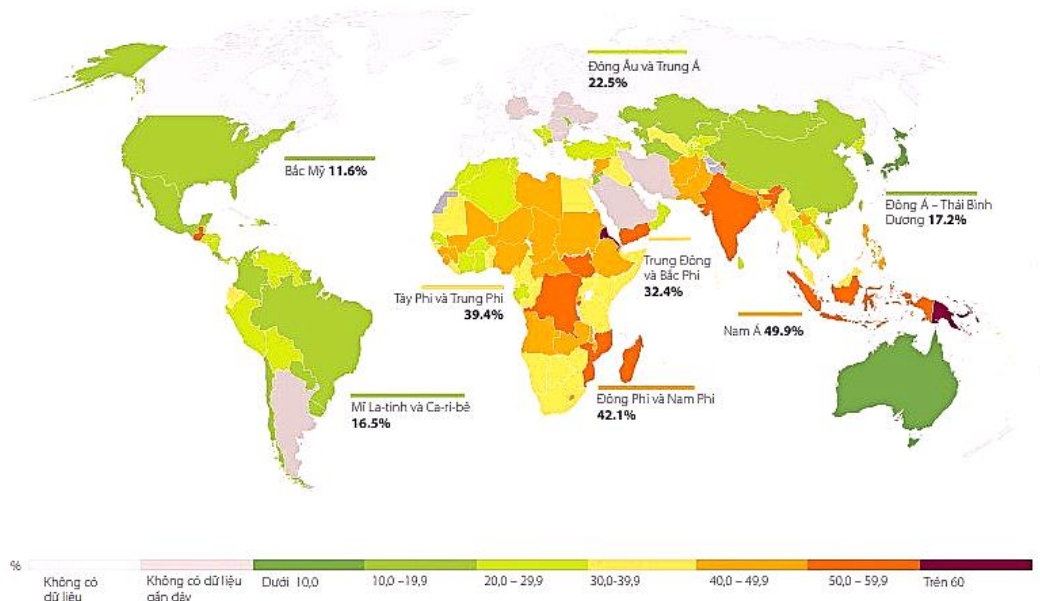 Đông Âu và Trung Á
22.5%
Bắc Mỹ 11.6%
Đông Á – Thái Bình
Dương 17.2%
Trung Đông
và Bắc Phi
32.4%
Tây Phi và Trung Phi
39.4%
Nam Á 49.9%
Mĩ La-tinh và Ca-ri-bê
16.5%
Đông Phi và Nam Phi
42.1%
%
Không có
dữ liệu
Không có dữ liệu
gần đây
Dưới 10,0
10,0 –19,9
20,0 – 29,9
30,0-39,9
40,0 – 49,9
50,0 – 59,9
Trên 60